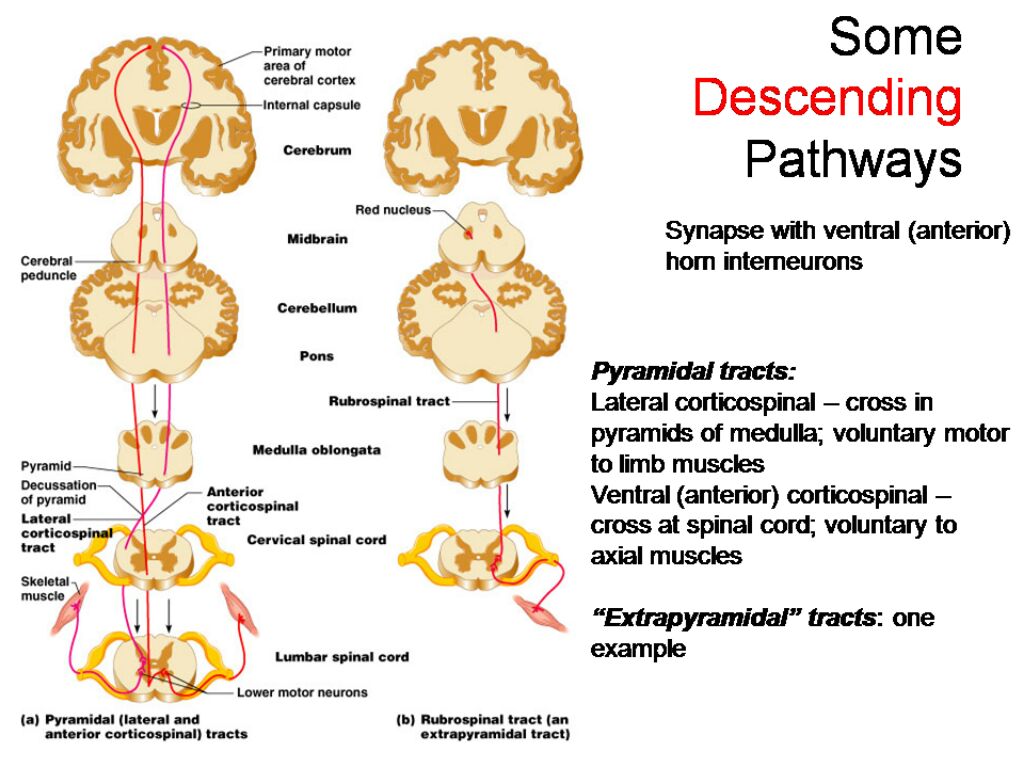 Some
Descending
Pathways
Synapse with ventral (anterior)
horn interneurons
Pyramidal tracts:
Lateral corticospinal – cross in
pyramids of medulla; voluntary motor
to limb muscles
Ventral (anterior) corticospinal –
cross at spinal cord; voluntary to
axial muscles
“Extrapyramidal” tracts: one
example
Primary motor
area of
cerebral cortex
Internal capsule
Cerebrum
Red nucleus
Midbrain
Cerebral
peduncle
Cerebellum
Pons
Rubrospinal tract
Medulla oblongata
Pyramid
Decussation
of pyramid
Lateral
corticospinal
tract
Anterior
corticospinal
tract
Cervical spinal cord
Skeletal
muscle
Lumbar spinal cord
Lower motor neurons
(a) Pyramidal (lateral and
anterior corticospinal) tracts
(b) Rubrospinal tract (an
extrapyramidal tract)